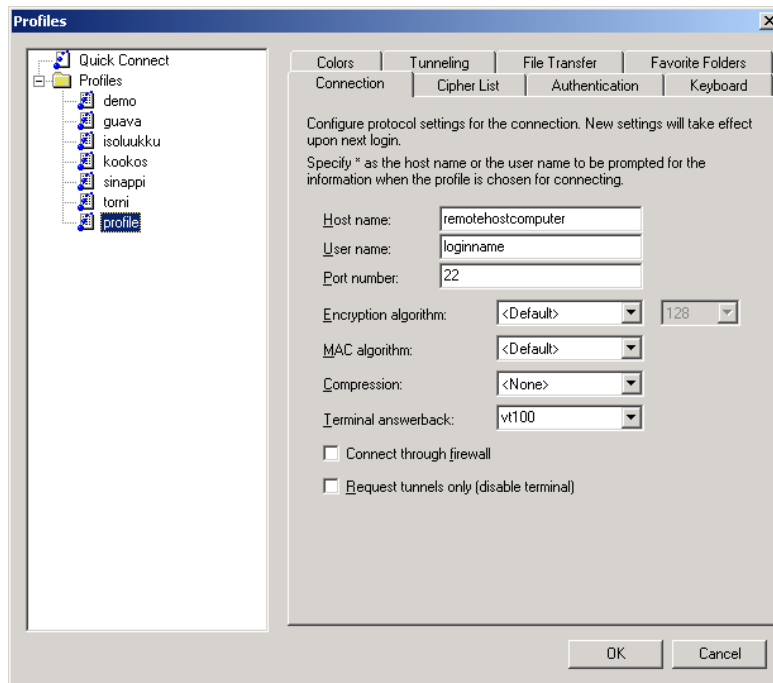 Profiles
Quick Connect
Profiles
demo
guava
isoluukku
kookos
sinappi
torni
profile
Colors Tunneling File Transfer Favorite Folders
Connection Cipher List Authentication Keyboard
Configure protocol settings for the connection. New settings will take effect
upon next login.
Specify * as the host name or the user name to be prompted for the
information when the profile is chosen for connecting.
Host name: remotehostcomputer
User name: loginname
Port number: 22
Encryption algorithm: <Default> 128
MAC algorithm: <Default>
Compression: <None>
Terminal answerback: vt100
Connect through firewall
Request tunnels only (disable terminal)
OK Cancel